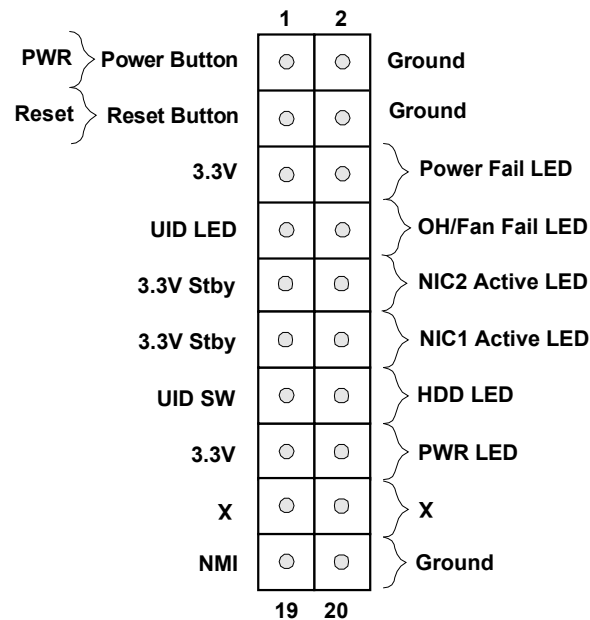 1 2
PWR Power Button Ground
Reset Reset Button Ground
3.3V Power Fail LED
UID LED OH/Fan Fail LED
3.3V Stby NIC2 Active LED
3.3V Stby NIC1 Active LED
UID SW HDD LED
3.3V PWR LED
X X
NMI Ground
19 20